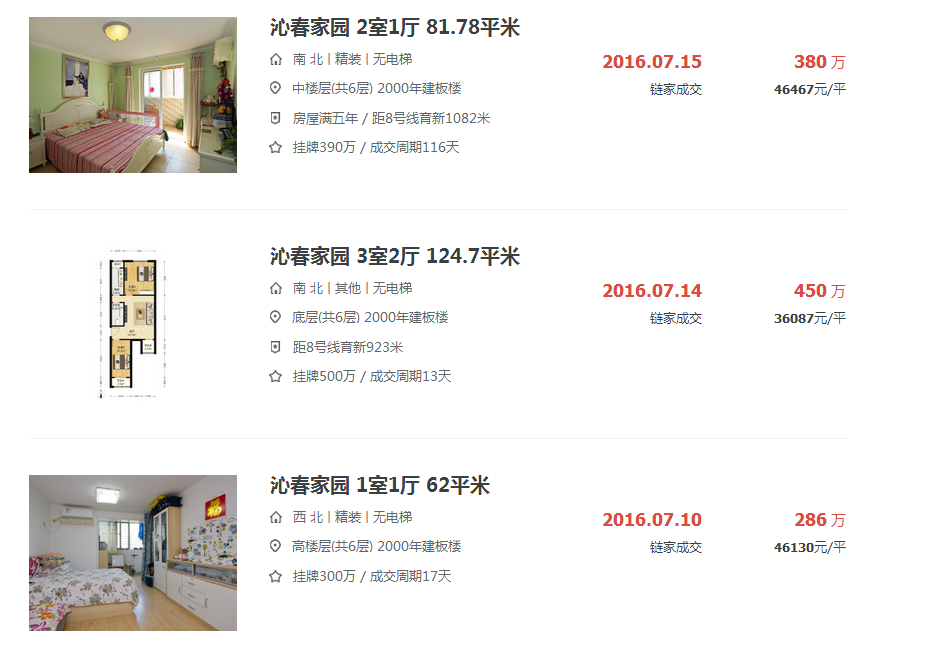 沁春家园 2室1厅 81.78平米
南 北 | 精装 | 无电梯
2016.07.15
380 万
中楼层(共6层) 2000年建板楼
链家成交
46467元/平
房屋满五年 / 距8号线育新1082米
挂牌390万 / 成交周期116天
沁春家园 3室2厅 124.7平米
南 北 | 其他 | 无电梯
2016.07.14
450 万
底层(共6层) 2000年建板楼
链家成交
36087元/平
距8号线育新923米
挂牌500万 / 成交周期13天
沁春家园 1室1厅 62平米
西 北 | 精装 | 无电梯
2016.07.10
286 万
高楼层(共6层) 2000年建板楼
链家成交
46130元/平
挂牌300万 / 成交周期17天